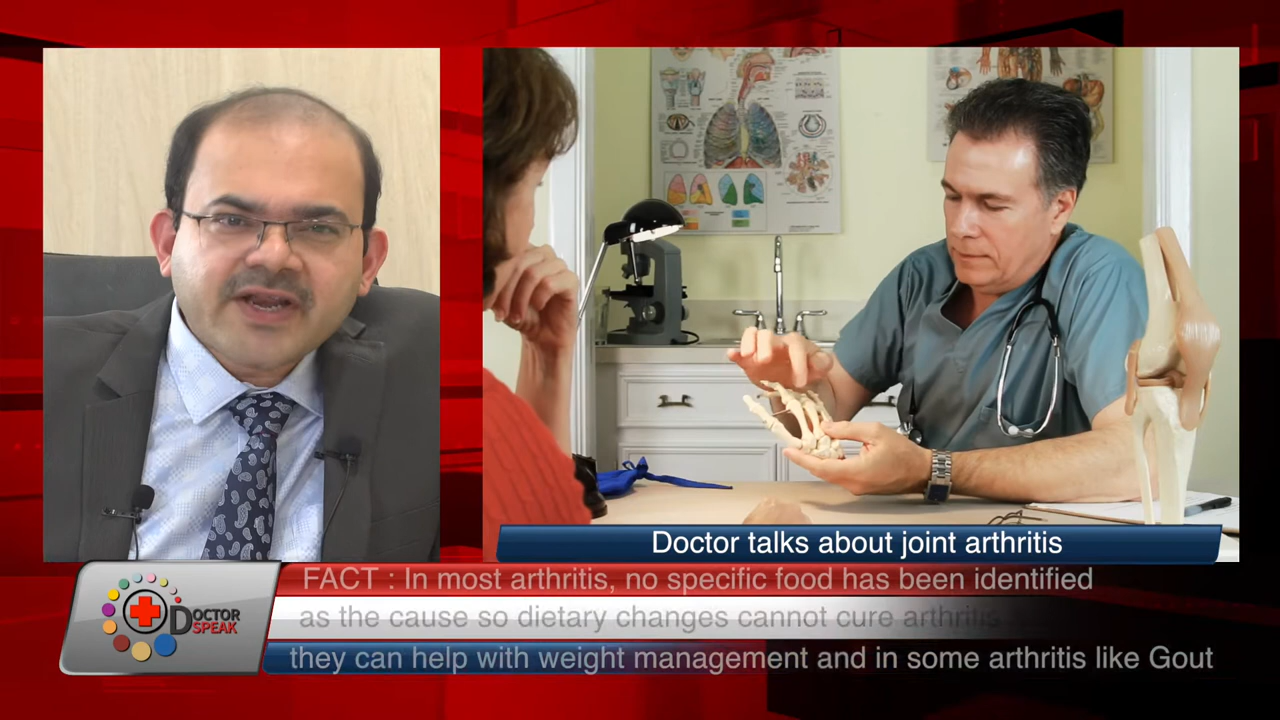 Doctor talks about joint arthritis
FACT : In most arthritis, no specific food has been identified
as the cause so dietary changes cannot cure arthritis
they can help with weight management and in some arthritis like Gout
DOCTOR
SPEAK